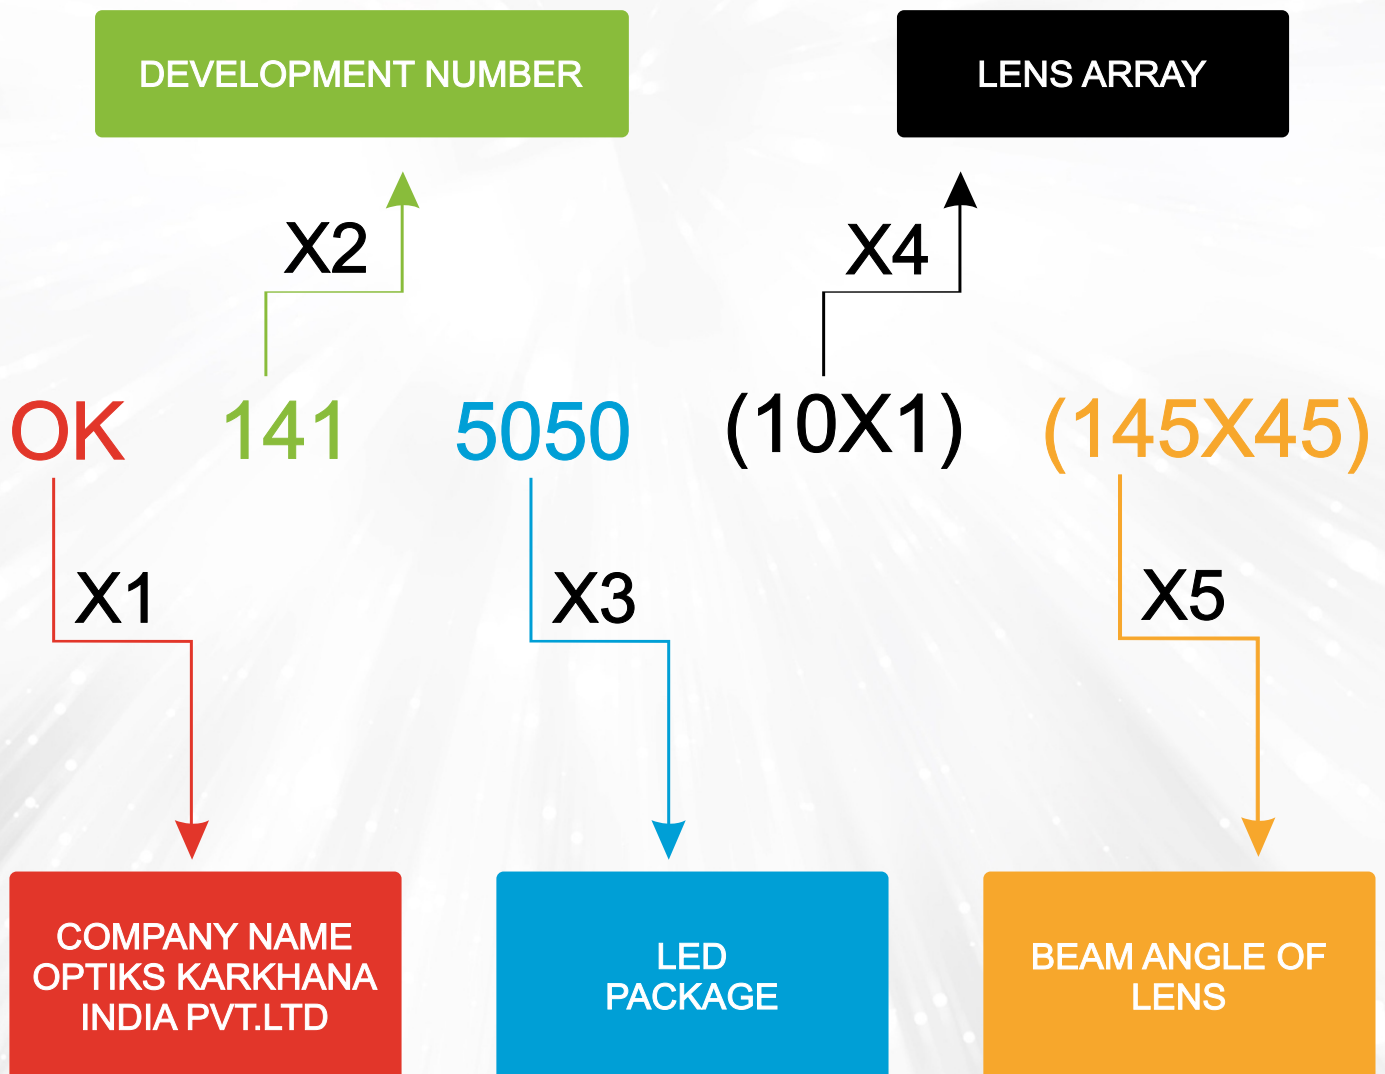 DEVELOPMENT NUMBER
LENS ARRAY
X2
X4
OK 141 5050 (10X1) (145X45)
X1
X3
X5
COMPANY NAME
OPTIKS KARKHANA
INDIA PVT.LTD
LED
PACKAGE
BEAM ANGLE OF
LENS